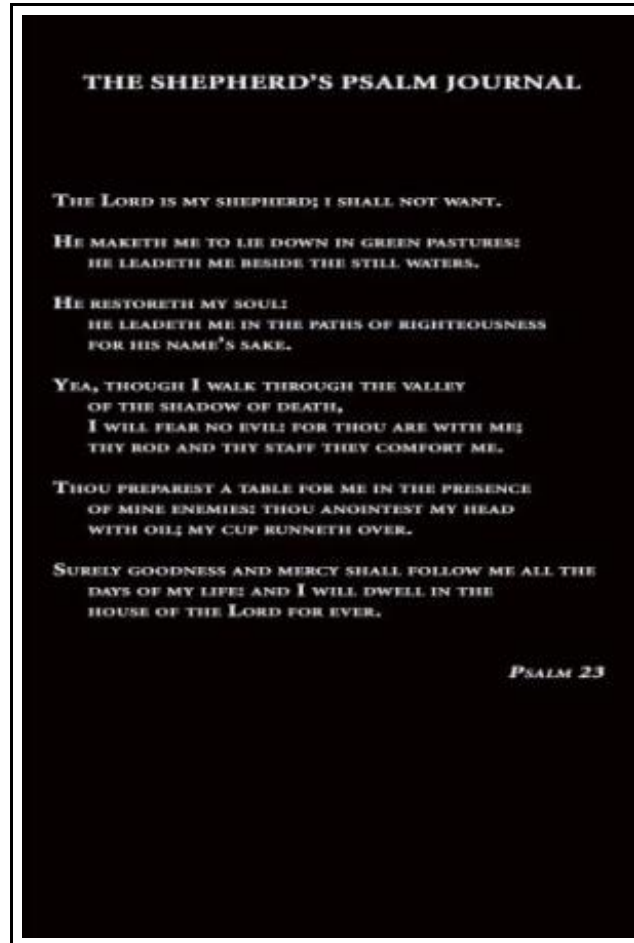 THE SHEPHERD'S PSALM JOURNAL
THE LORD IS MY SHEPHERD; I SHALL NOT WANT.
HE MAKETH ME TO LIE DOWN IN GREEN PASTURES:
HE LEADETH ME BESIDE THE STILL WATERS.
HE RESTORETH MY SOUL:
HE LEADETH ME IN THE PATHS OF RIGHTEOUSNESS
FOR HIS NAME'S SAKE.
YEA, THOUGH I WALK THROUGH THE VALLEY
OF THE SHADOW OF DEATH,
I WILL FEAR NO EVIL: FOR THOU ARE WITH ME;
THY ROD AND THY STAFF THEY COMFORT ME.
THOU PREPAREST A TABLE FOR ME IN THE PRESENCE
OF MINE ENEMIES: THOU ANOINTEST MY HEAD
WITH OIL; MY CUP RUNNETH OVER.
SURELY GOODNESS AND MERCY SHALL FOLLOW ME ALL THE
DAYS OF MY LIFE: AND I WILL DWELL IN THE
HOUSE OF THE LORD FOR EVER.
PSALM 23